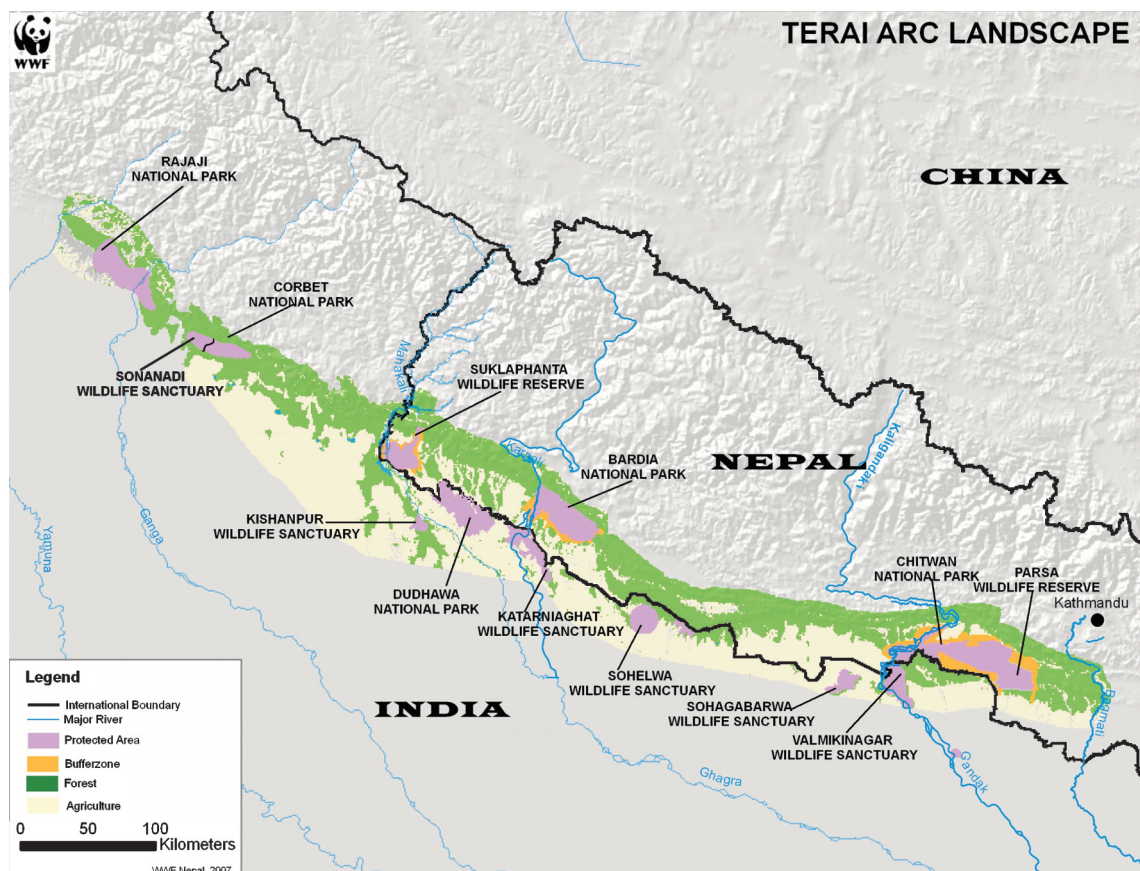 WWF
TERAI ARC LANDSCAPE
RAJAJI
NATIONAL PARK
CHINA
CORBET
NATIONAL PARK
Mahakali
SUKLAPHANTA
WILDLIFE RESERVE
SONANADI
WILDLIFE SANCTUARY
Karnali
BARDIA
NATIONAL PARK
NEPAL
Kaligandaki
Yamuna
Ganga
KISHANPUR
WILDLIFE SANCTUARY
DUDHAWA
NATIONAL PARK
KATARNIAGHAT
WILDLIFE SANCTUARY
CHITWAN
NATIONAL PARK
PARSA
WILDLIFE RESERVE
Kathmandu
SOHELWA
WILDLIFE SANCTUARY
SOHAGABARWA
WILDLIFE SANCTUARY
VALMIKINAGAR
WILDLIFE SANCTUARY
Bagmati
INDIA
Ghagra
Gandak
Legend
International Boundary
Major River
Protected Area
Bufferzone
Forest
Agriculture
0 50 100
Kilometers
WWF Nepal, 2007